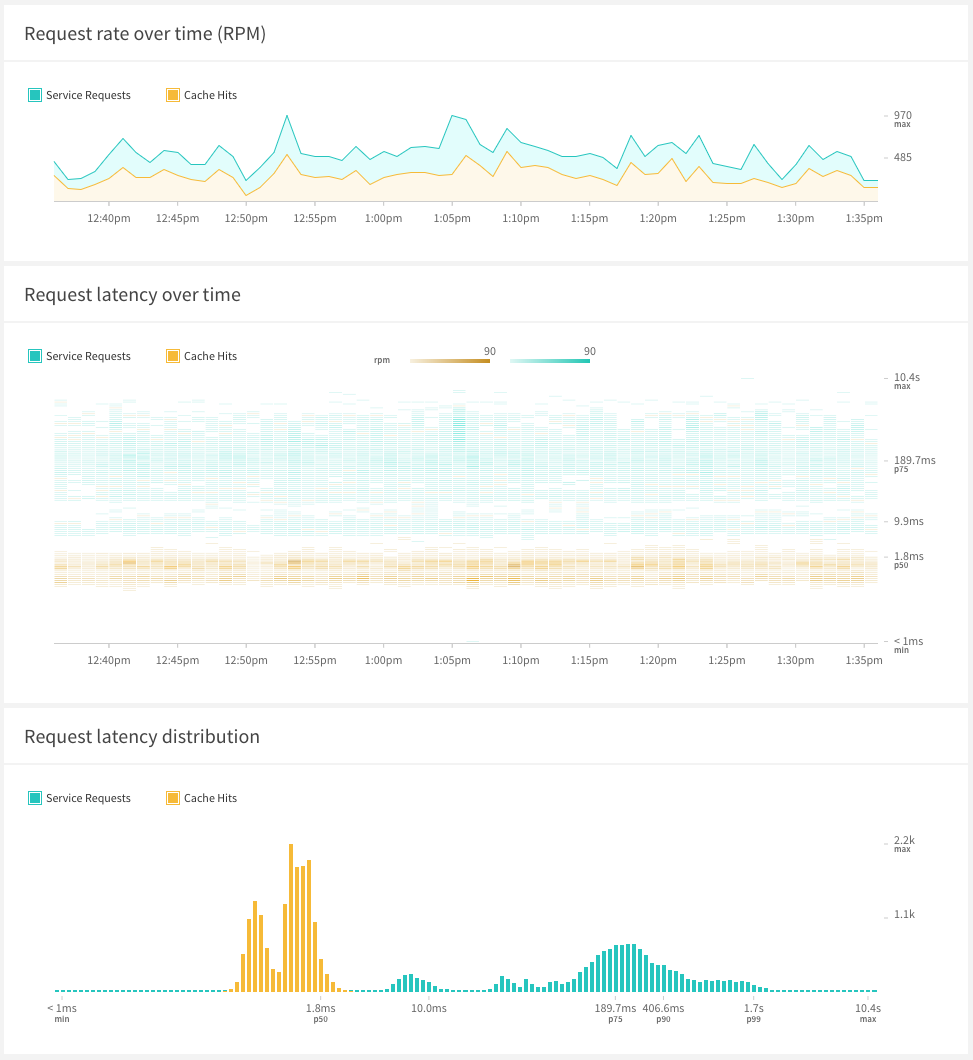 Request rate over time (RPM)
Service Requests Cache Hits
970
max
485
12:40pm 12:45pm 12:50pm 12:55pm 1:00pm 1:05pm 1:10pm 1:15pm 1:20pm 1:25pm 1:30pm 1:35pm
Request latency over time
Service Requests Cache Hits rpm 90 90
10.4s
max
189.7ms
p75
9.9ms
1.8ms
p50
< 1ms
min
12:40pm 12:45pm 12:50pm 12:55pm 1:00pm 1:05pm 1:10pm 1:15pm 1:20pm 1:25pm 1:30pm 1:35pm
Request latency distribution
Service Requests Cache Hits
2.2k
max
1.1k
< 1ms 1.8ms 10.0ms 189.7ms 406.6ms 1.7s 10.4s
min p50 p75 p90 p99 max